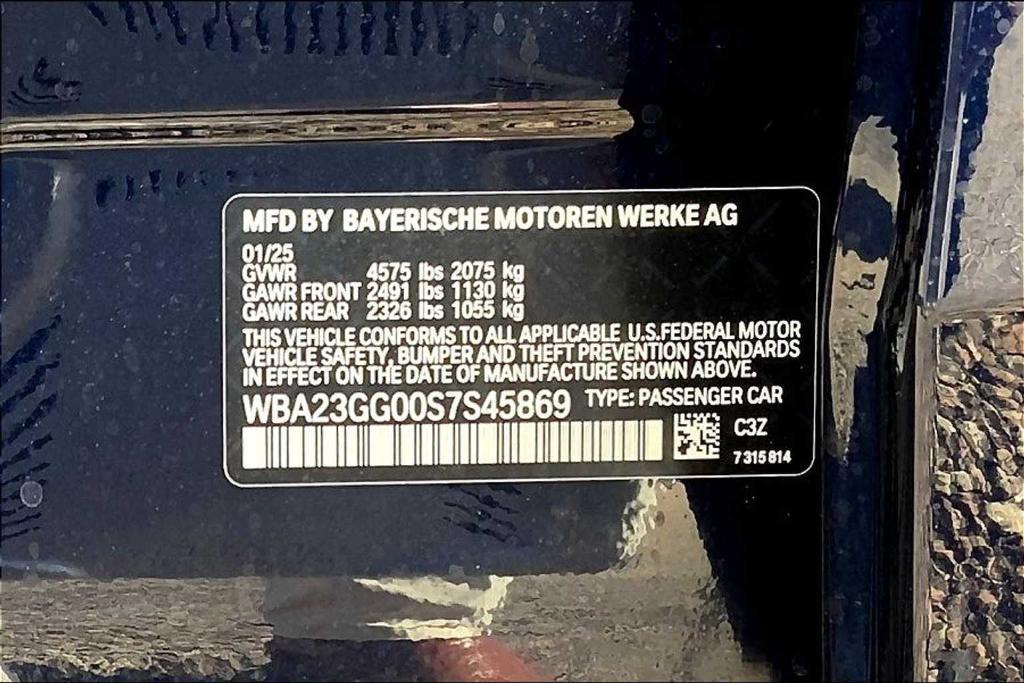 MFD BY BAYERISCHE MOTOREN WERKE AG
01/25
GVWR 4575 lbs 2075 kg
GAWR FRONT 2491 lbs 1130 kg
GAWR REAR 2326 lbs 1055 kg
THIS VEHICLE CONFORMS TO ALL APPLICABLE U.S.FEDERAL MOTOR
VEHICLE SAFETY, BUMPER AND THEFT PREVENTION STANDARDS
IN EFFECT ON THE DATE OF MANUFACTURE SHOWN ABOVE.
WBA23GG00S7S45869 TYPE: PASSENGER CAR
C3Z
7 315 814